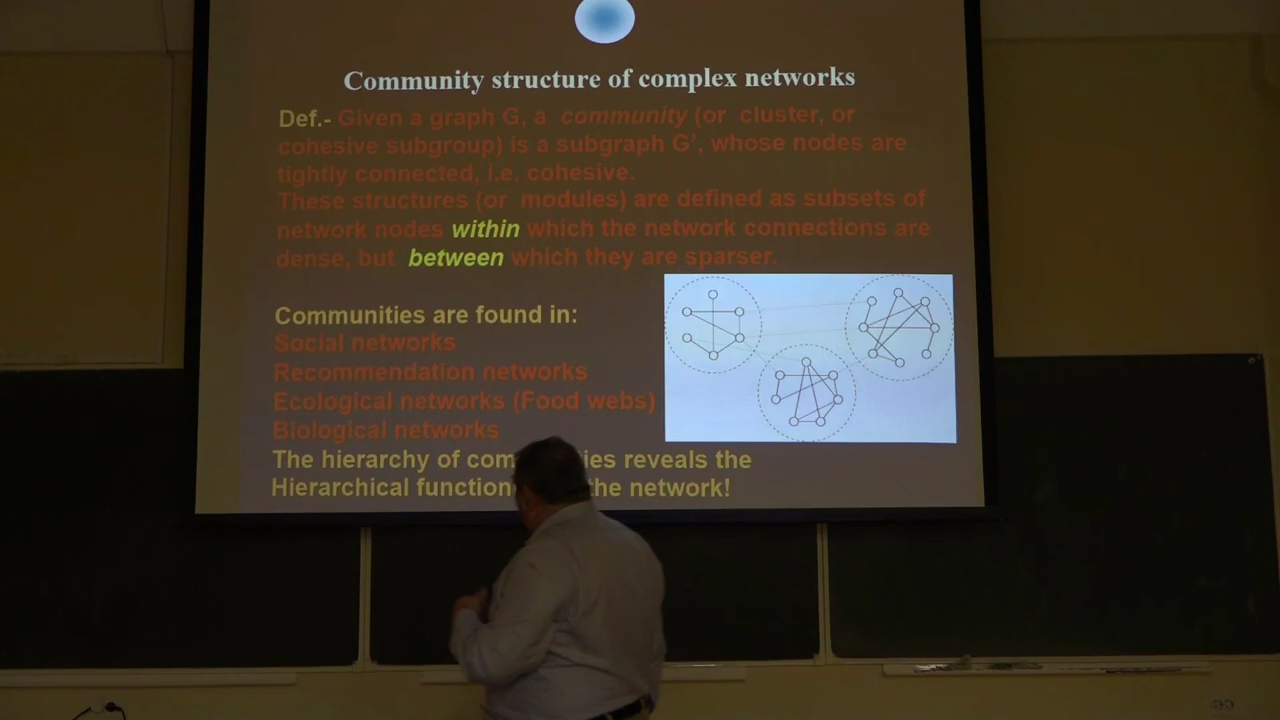 Community structure of complex networks
Def.- Given a graph G, a community (or cluster, or
cohesive subgroup) is a subgraph G’, whose nodes are
tightly connected, i.e. cohesive.
These structures (or modules) are defined as subsets of
network nodes within which the network connections are
dense, but between which they are sparser.
Communities are found in:
Social networks
Recommendation networks
Ecological networks (Food webs)
Biological networks
The hierarchy of reveals the
Hierarchical the network!